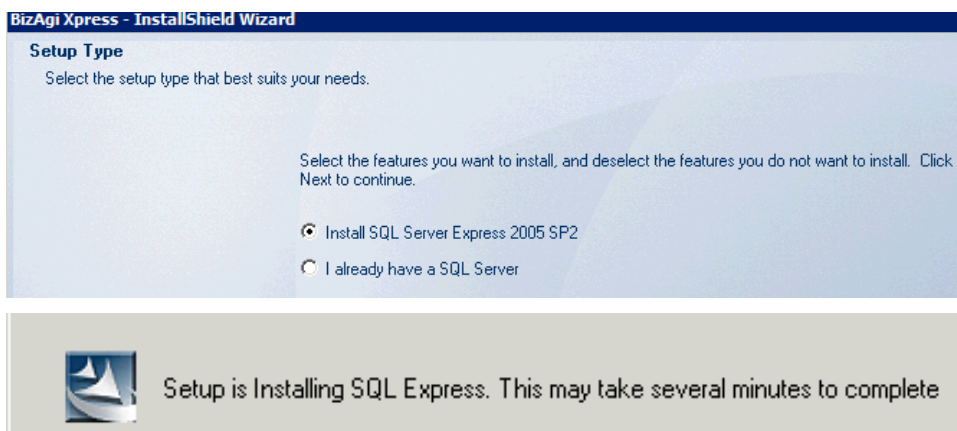 BizAgi Xpress - InstallShield Wizard
Setup Type
Select the setup type that best suits your needs.
Select the features you want to install, and deselect the features you do not want to install. Click
Next to continue.
Install SQL Server Express 2005 SP2
I already have a SQL Server
Setup is Installing SQL Express. This may take several minutes to complete